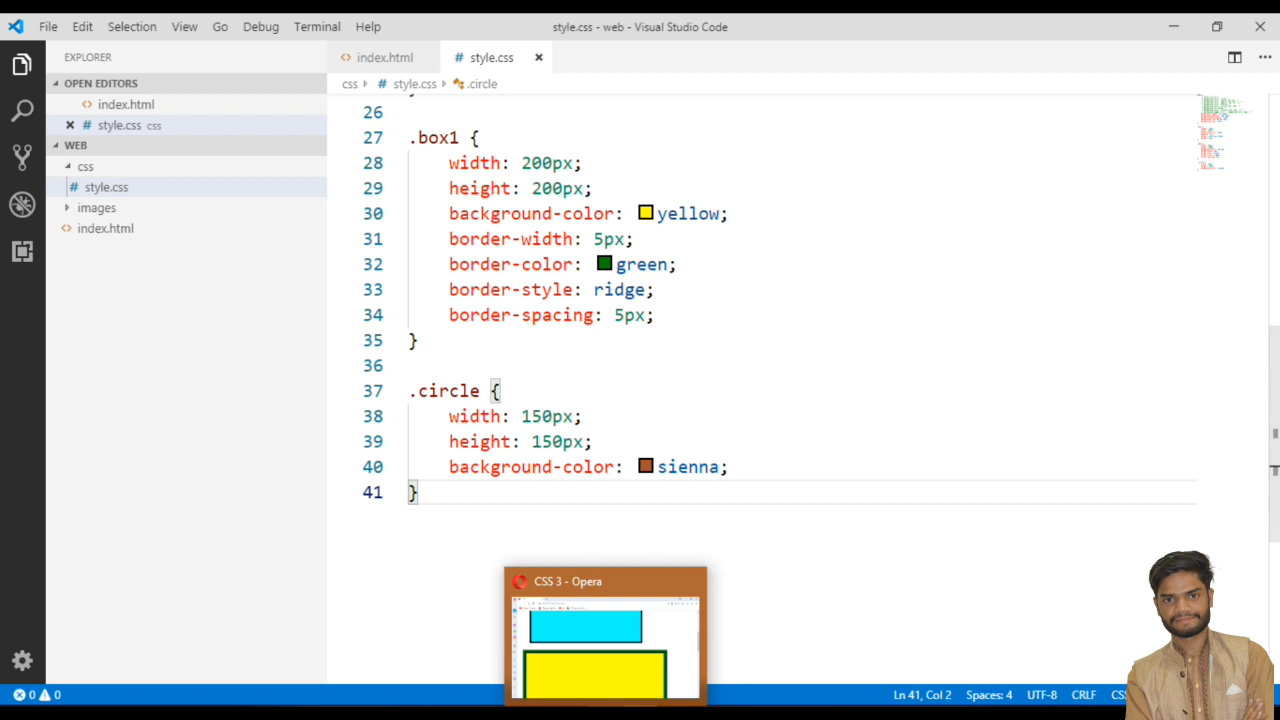 File Edit Selection View Go Debug Terminal Help
style.css - web - Visual Studio Code
EXPLORER
OPEN EDITORS
index.html
style.css css
WEB
css
style.css
images
index.html
index.html
style.css
css style.css .circle
26
27 .box1 {
28 width: 200px;
29 height: 200px;
30 background-color: yellow;
31 border-width: 5px;
32 border-color: green;
33 border-style: ridge;
34 border-spacing: 5px;
35 }
36
37 .circle {
38 width: 150px;
39 height: 150px;
40 background-color: sienna;
41 }
CSS 3 - Opera
0 0
Ln 41, Col 2 Spaces: 4 UTF-8 CRLF CSS